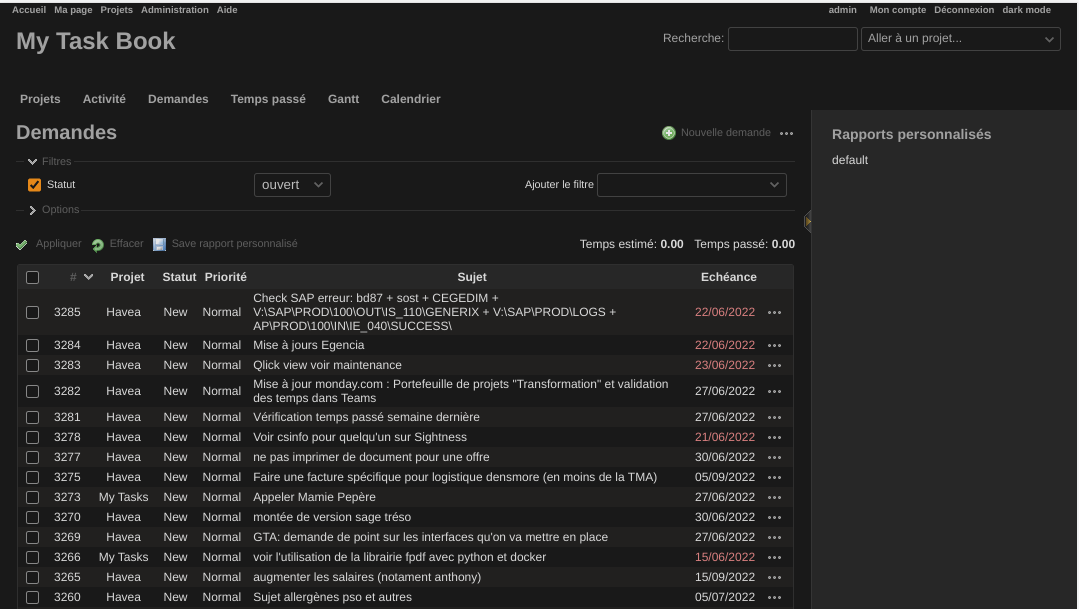 Accueil Ma page Projets Administration Aide admin Mon compte Déconnexion dark mode
My Task Book Recherche: Aller à un projet...
Projets Activité Demandes Temps passé Gantt Calendrier
Demandes Nouvelle demande
Filtres
Statut ouvert Ajouter le filtre
Options
Appliquer Effacer Save rapport personnalisé Temps estimé: 0.00 Temps passé: 0.00
# Projet Statut Priorité Sujet Echéance
3285 Havea New Normal Check SAP erreur: bd87 + sost + CEGEDIM +
V:\SAP\PROD\100\OUT\IS_110\GENERIX + V:\SAP\PROD\LOGS +
AP\PROD\100\IN\IE_040\SUCCESS\ 22/06/2022
3284 Havea New Normal Mise à jours Egencia 22/06/2022
3283 Havea New Normal Qlick view voir maintenance 23/06/2022
3282 Havea New Normal Mise à jour monday.com : Portefeuille de projets "Transformation" et validation
des temps dans Teams 27/06/2022
3281 Havea New Normal Vérification temps passé semaine dernière 27/06/2022
3278 Havea New Normal Voir csinfo pour quelqu'un sur Sightness 21/06/2022
3277 Havea New Normal ne pas imprimer de document pour une offre 30/06/2022
3275 Havea New Normal Faire une facture spécifique pour logistique densmore (en moins de la TMA) 05/09/2022
3273 My Tasks New Normal Appeler Mamie Pepère 27/06/2022
3270 Havea New Normal montée de version sage tréso 30/06/2022
3269 Havea New Normal GTA: demande de point sur les interfaces qu'on va mettre en place 27/06/2022
3266 My Tasks New Normal voir l'utilisation de la librairie fpdf avec python et docker 15/06/2022
3265 Havea New Normal augmenter les salaires (notament anthony) 15/09/2022
3260 Havea New Normal Sujet allergènes pso et autres 05/07/2022
Rapports personnalisés
default